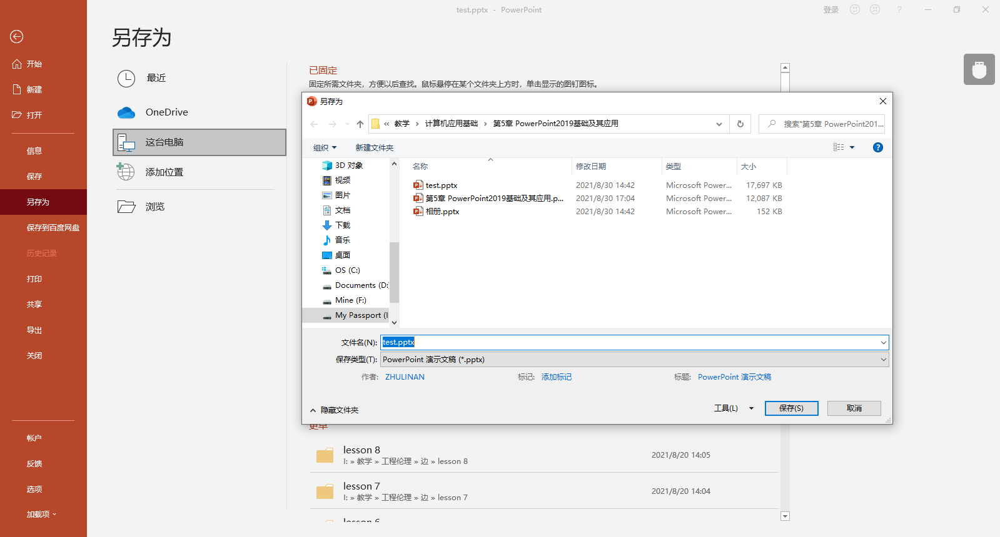 test.pptx - PowerPoint
登录
?
另存为
开始
新建
打开
信息
保存
另存为
保存到百度网盘
历史记录
打印
共享
导出
关闭
帐户
反馈
选项
加载项
最近
OneDrive
这台电脑
添加位置
浏览
已固定
固定所需文件夹，方便以后查找。鼠标悬停在某个文件夹上方时，单击显示的图钉图标。
另存为
« 教学 › 计算机应用基础 › 第5章 PowerPoint2019基础及其应用
搜索"第5章 PowerPoint201...
组织
新建文件夹
?
3D 对象
视频
图片
文档
下载
音乐
桌面
OS (C:)
Documents (D:
Mine (F:)
My Passport (I
名称 修改日期 类型 大小
test.pptx 2021/8/30 14:42 Microsoft Power... 17,697 KB
第5章 PowerPoint2019基础及其应用.p... 2021/8/30 17:04 Microsoft Power... 12,087 KB
相册.pptx 2021/8/30 14:42 Microsoft Power... 152 KB
文件名(N): test.pptx
保存类型(T): PowerPoint 演示文稿 (*.pptx)
作者: ZHULINAN 标记: 添加标记 标题: PowerPoint 演示文稿
隐藏文件夹
工具(L)
保存(S)
取消
更早
lesson 8
I: » 教学 » 工程伦理 » 边 » lesson 8
2021/8/20 14:05
lesson 7
I: » 教学 » 工程伦理 » 边 » lesson 7
2021/8/20 14:04
lesson 6